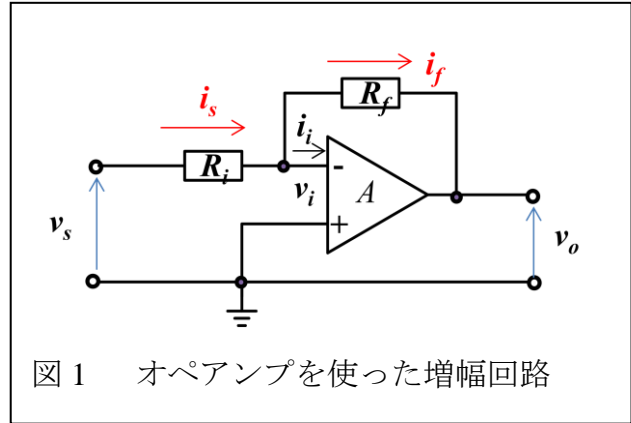 i_f
R_f
i_s
i_i
R_i
-
v_i
A
+
v_s
v_o
図1 オペアンプを使った増幅回路